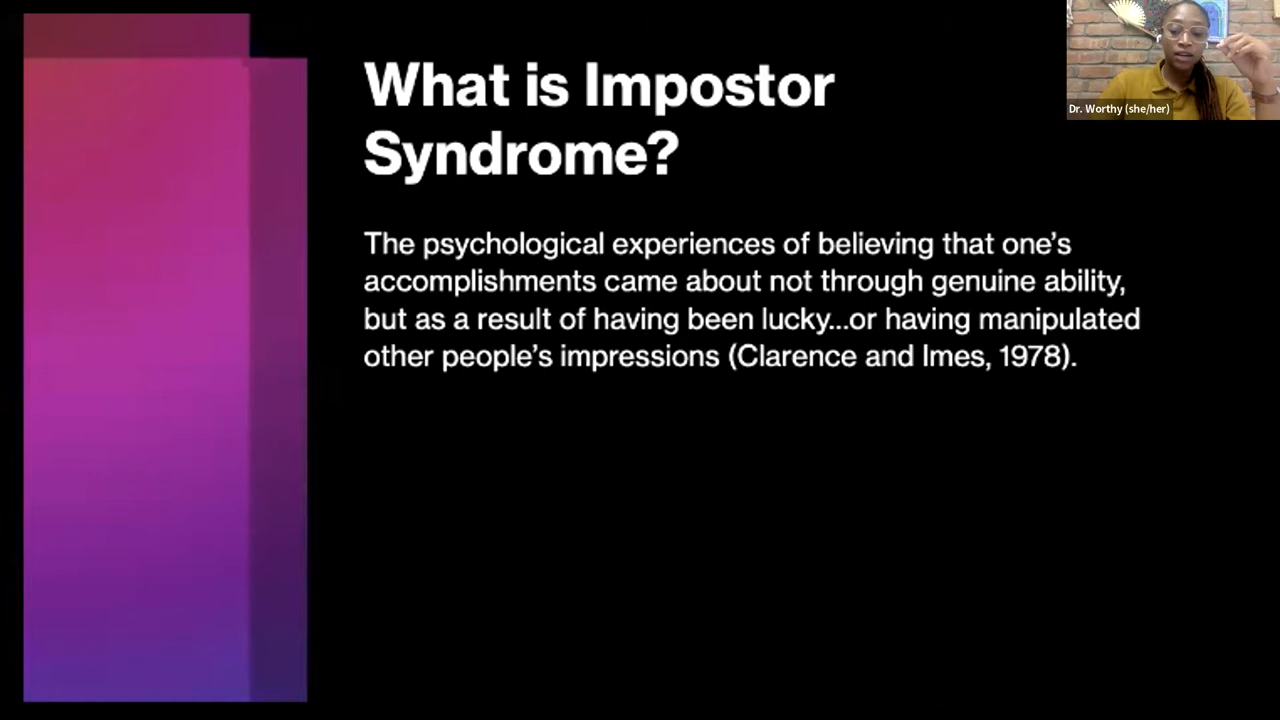 What is Impostor
Syndrome?
The psychological experiences of believing that one’s
accomplishments came about not through genuine ability,
but as a result of having been lucky...or having manipulated
other people’s impressions (Clarence and Imes, 1978).
Dr. Worthy (she/her)